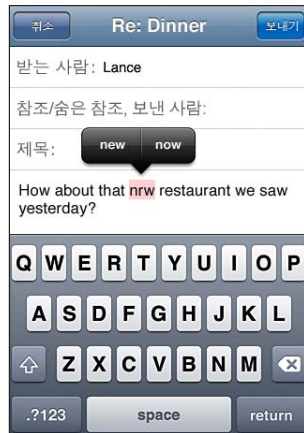 취소 Re: Dinner 보내기
받는 사람: Lance
참조/숨은 참조, 보낸 사람:
제목:
new now
How about that nrw restaurant we saw
yesterday?
Q W E R T Y U I O P
A S D F G H J K L
Z X C V B N M
.?123 space return